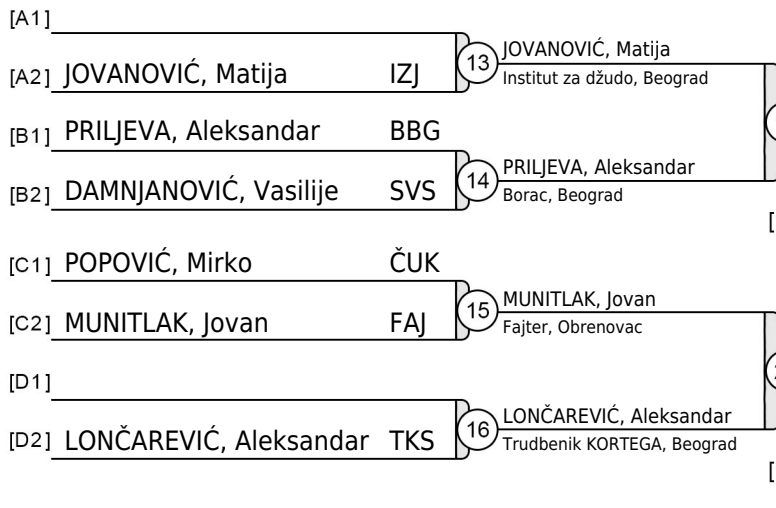 [A1]
[A2] JOVANOVIĆ, Matija IZJ
13
JOVANOVIĆ, Matija
Institut za džudo, Beograd
[B1] PRILJEVA, Aleksandar BBG
[B2] DAMNJANOVIĆ, Vasilije SVS
14
PRILJEVA, Aleksandar
Borac, Beograd
[
[C1] POPOVIĆ, Mirko ČUK
[C2] MUNITLAK, Jovan FAJ
15
MUNITLAK, Jovan
Fajter, Obrenovac
[D1]
[D2] LONČAREVIĆ, Aleksandar TKS
16
LONČAREVIĆ, Aleksandar
Trudbenik KORTEGA, Beograd
[